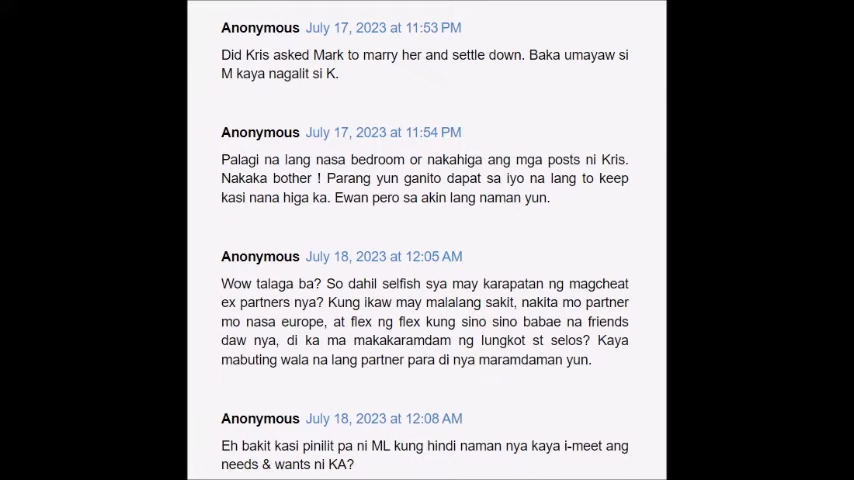 Anonymous July 17, 2023 at 11:53 PM
Did Kris asked Mark to marry her and settle down. Baka umayaw si
M kaya nagalit si K.
Anonymous July 17, 2023 at 11:54 PM
Palagi na lang nasa bedroom or nakahiga ang mga posts ni Kris.
Nakaka bother ! Parang yun ganito dapat sa iyo na lang to keep
kasi nana higa ka. Ewan pero sa akin lang naman yun.
Anonymous July 18, 2023 at 12:05 AM
Wow talaga ba? So dahil selfish sya may karapatan ng magcheat
ex partners nya? Kung ikaw may malalang sakit, nakita mo partner
mo nasa europe, at flex ng flex kung sino sino babae na friends
daw nya, di ka ma makakaramdam ng lungkot st selos? Kaya
mabuting wala na lang partner para di nya maramdaman yun.
Anonymous July 18, 2023 at 12:08 AM
Eh bakit kasi pinilit pa ni ML kung hindi naman nya kaya i-meet ang
needs & wants ni KA?